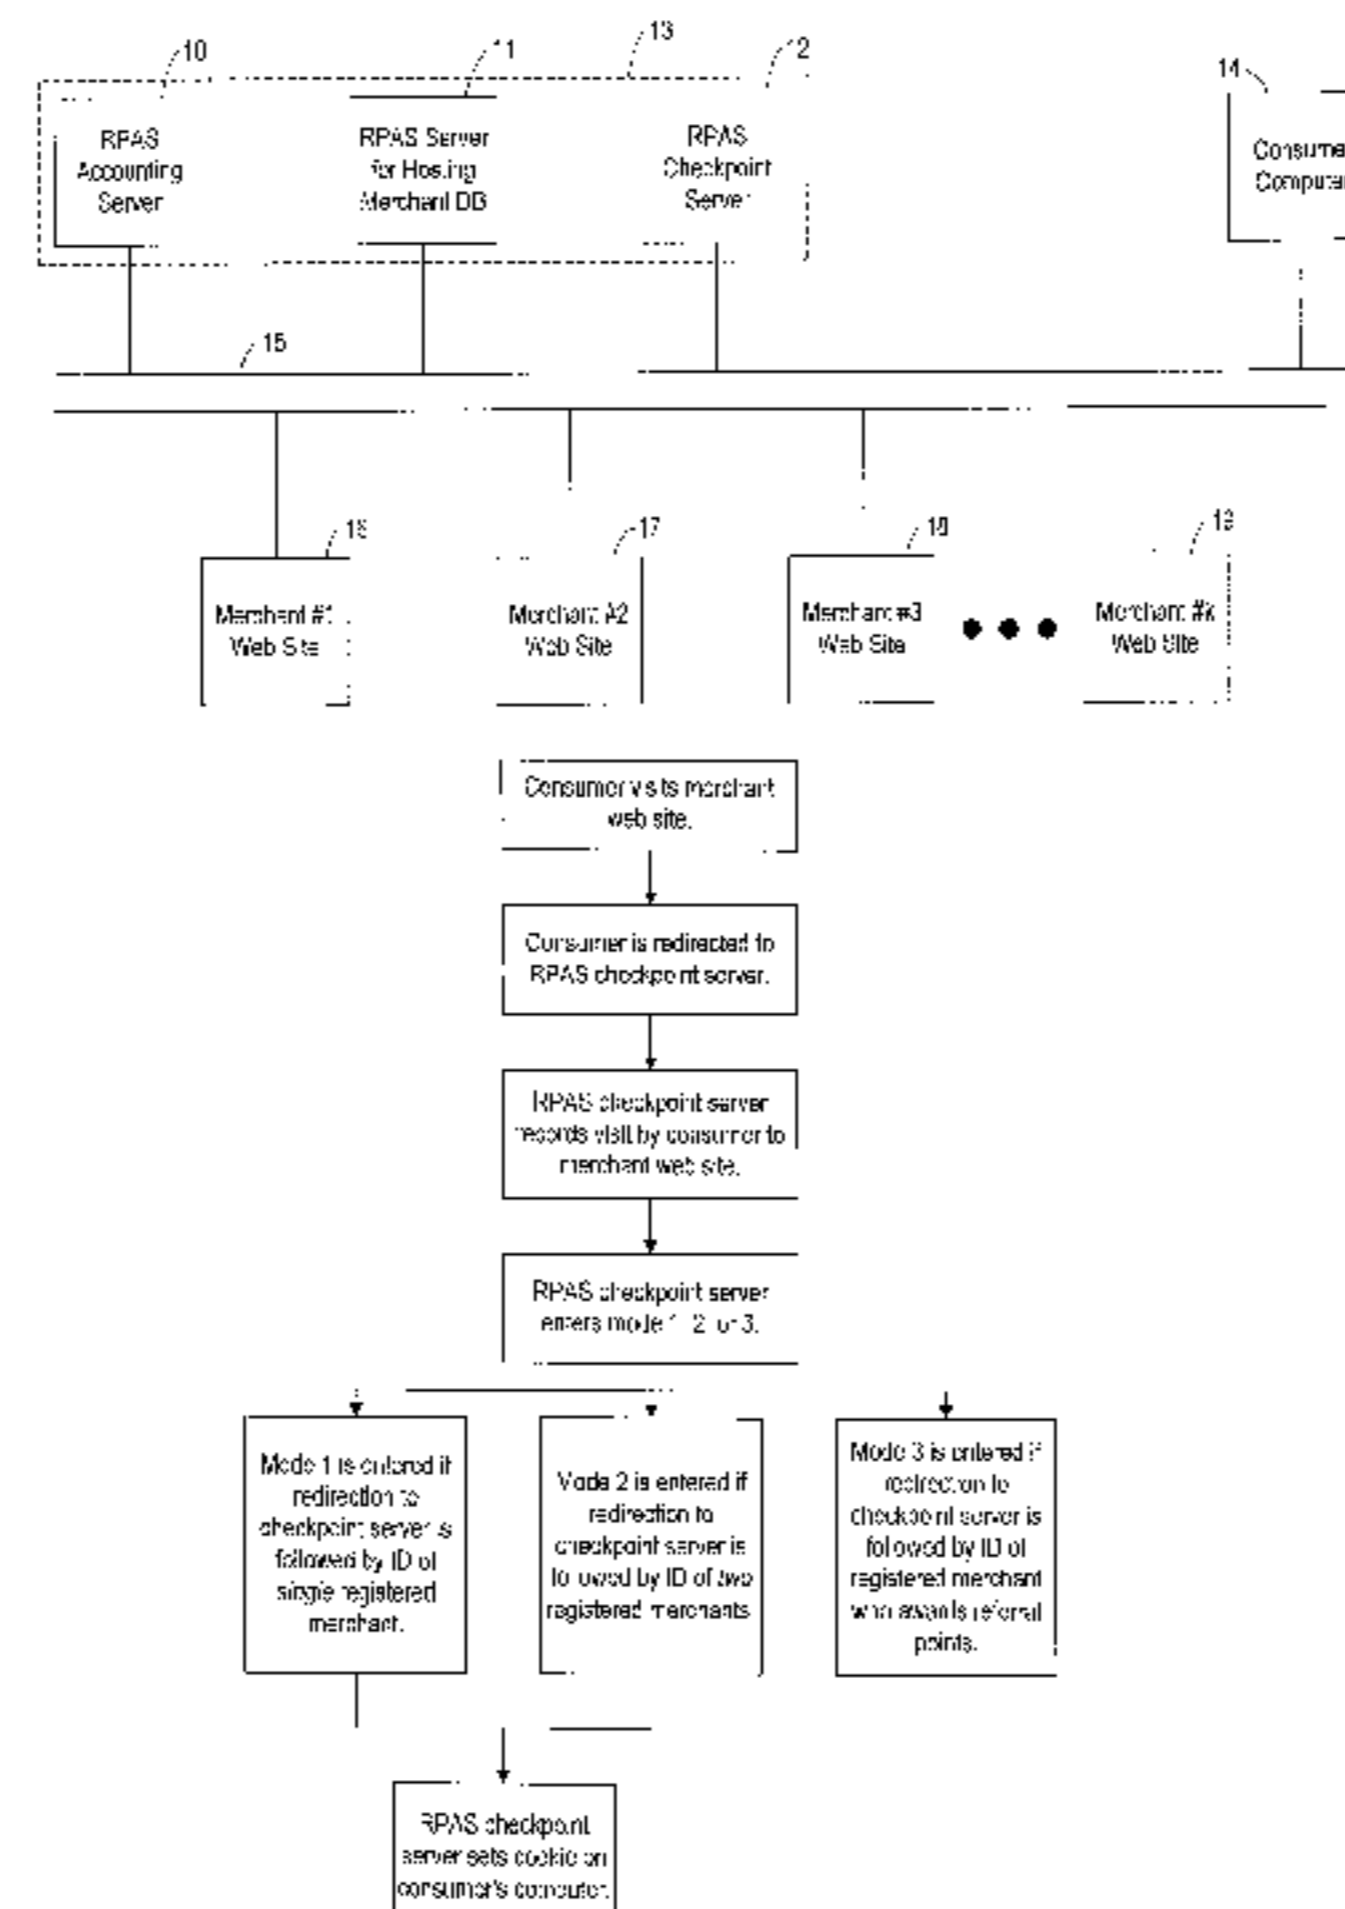 10
11
13
12
14
RPAS
Accounting
Server
RPAS Server
for Hosting
Merchant DB
RPAS
Checkpoint
Server
Consume
Compute
15
16
17
18
19
Merchant #1
Web Site
Merchant #2
Web Site
Merchant #3
Web Site
Merchant #k
Web Site
Consumer visits merchant
web site.
Consumer is redirected to
RPAS checkpoint server.
RPAS checkpoint server
records visit by consumer to
merchant web site.
RPAS checkpoint server
enters mode 1, 2, or 3.
Mode 1 is entered if
redirection to
checkpoint server is
followed by ID of
single registered
merchant.
Mode 2 is entered if
redirection to
checkpoint server is
followed by ID of two
registered merchants
Mode 3 is entered if
redirection to
checkpoint server is
followed by ID of
registered merchant
who awards referral
points.
RPAS checkpoint
server sets cookie on
consumer's computer.